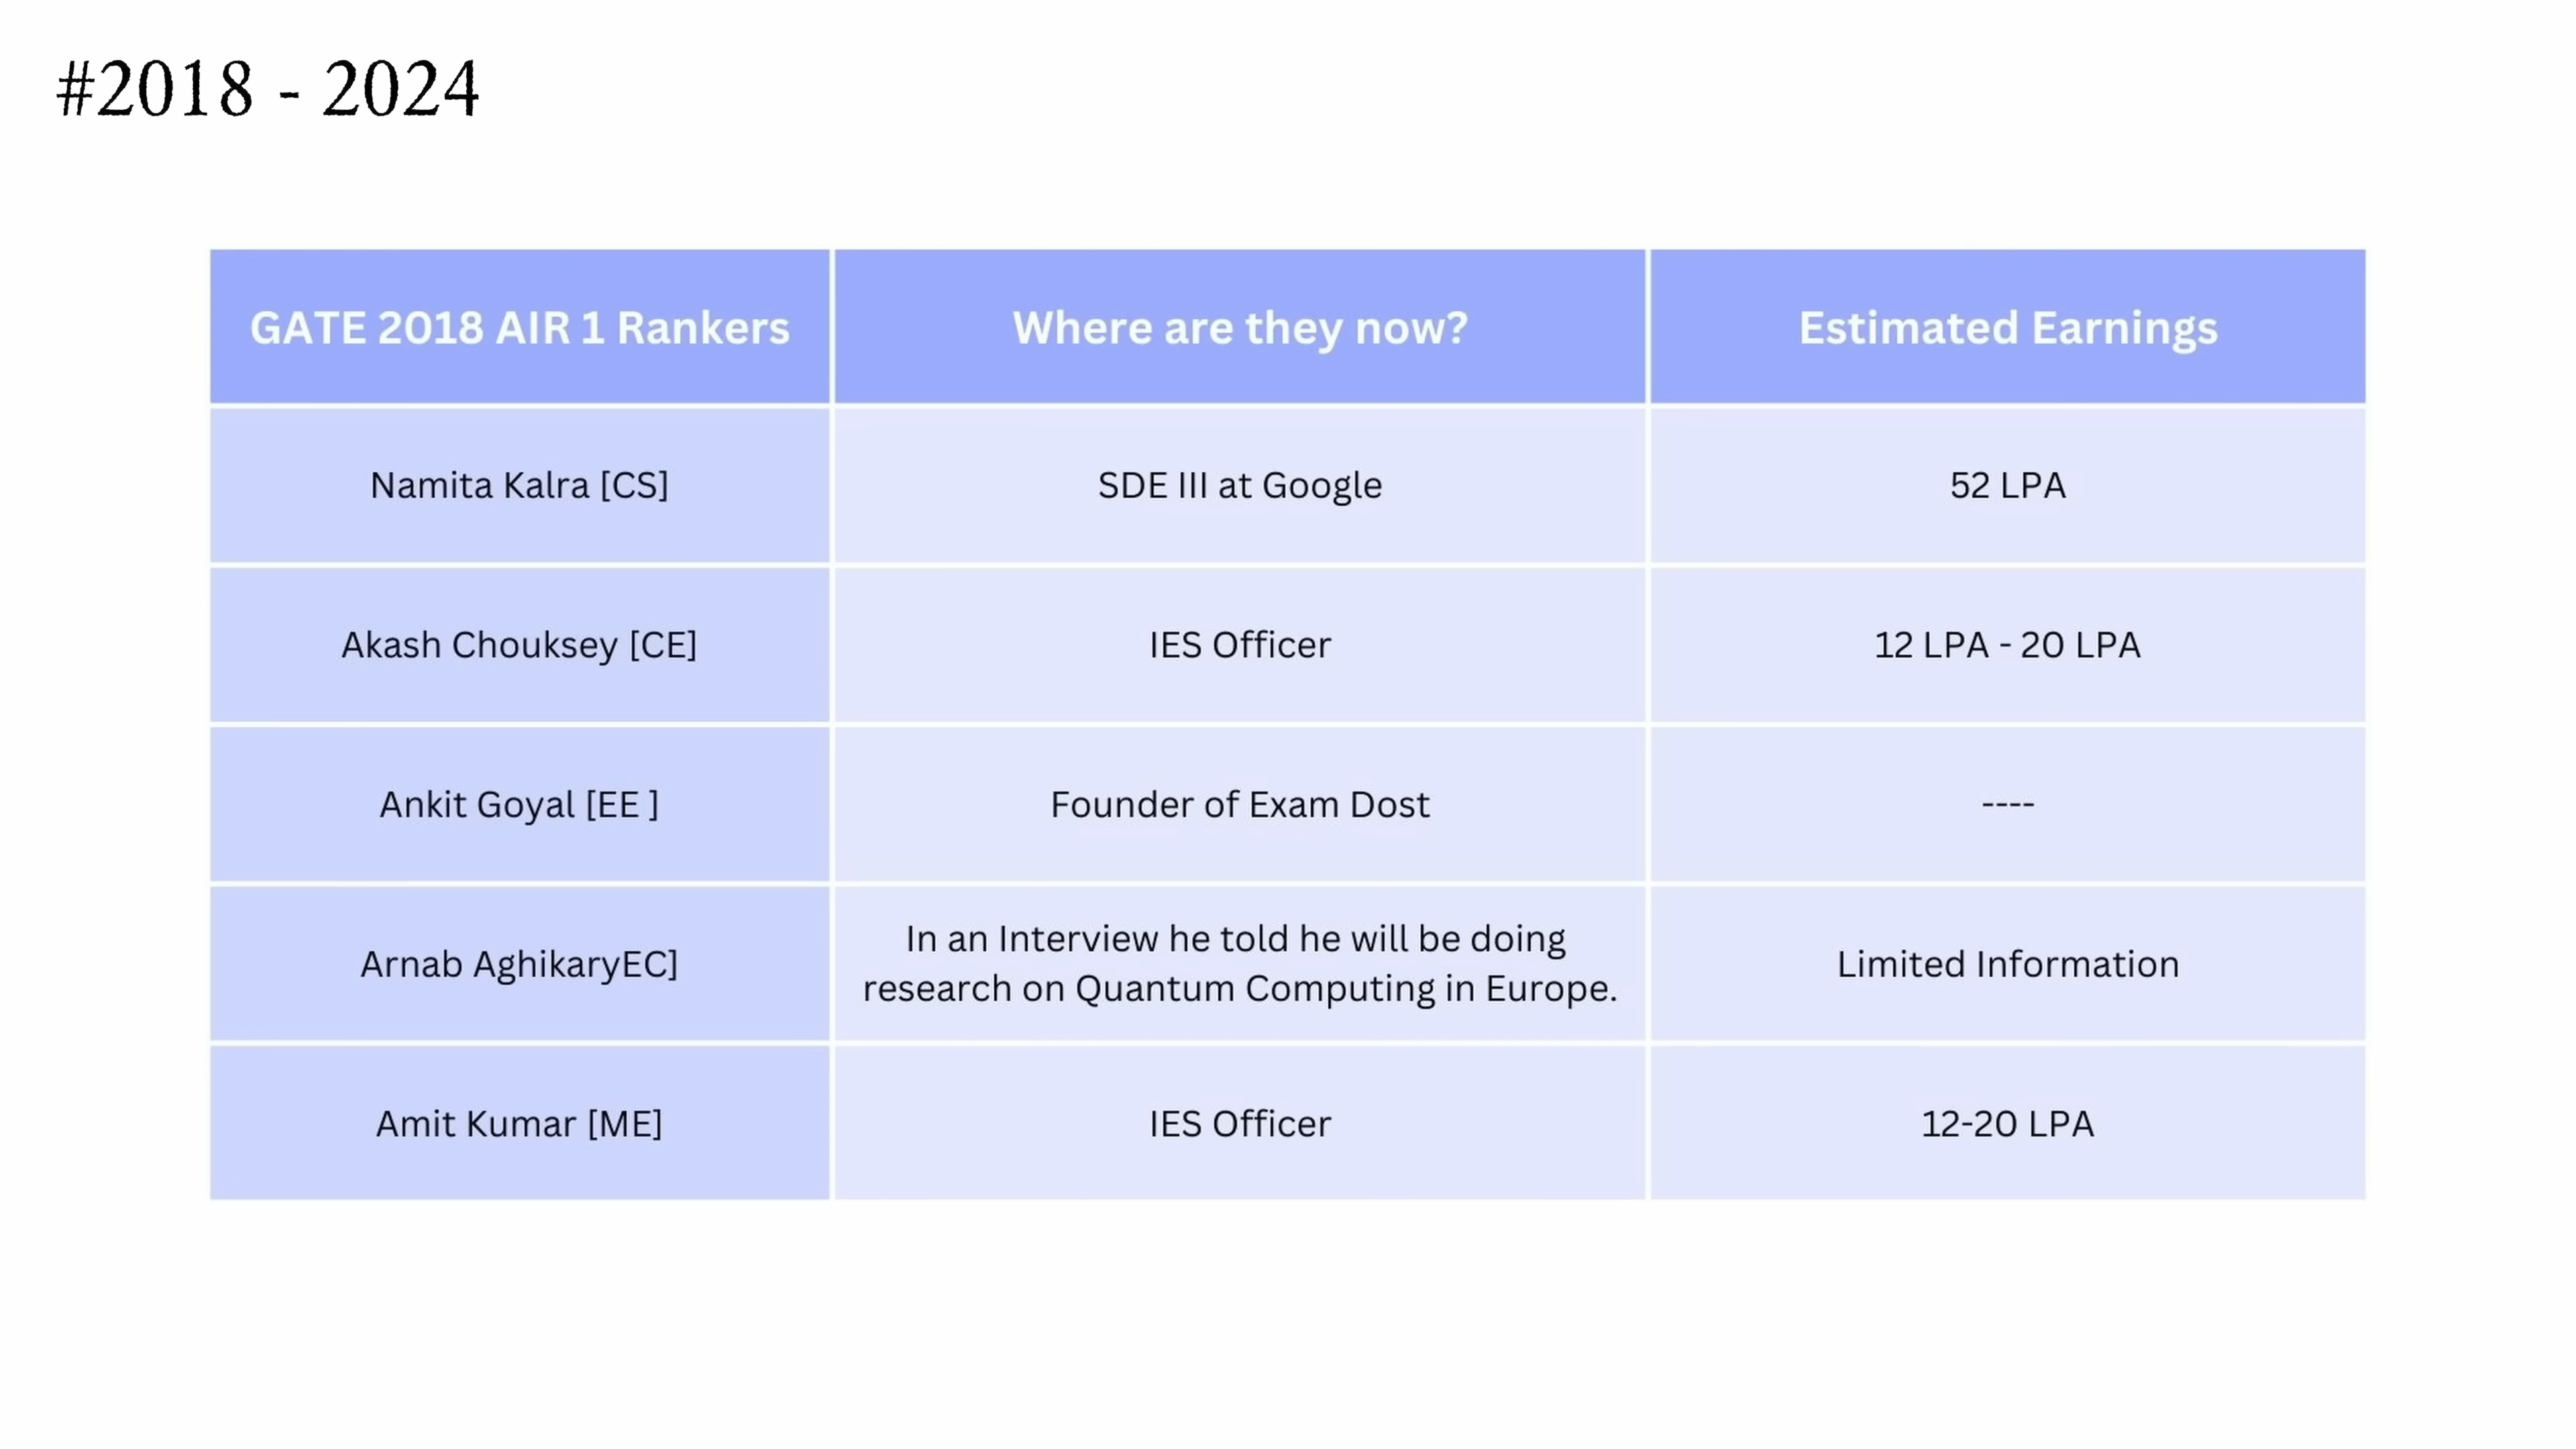 #2018 - 2024
GATE 2018 AIR 1 Rankers
Where are they now?
Estimated Earnings
Namita Kalra [CS]
SDE III at Google
52 LPA
Akash Chouksey [CE]
IES Officer
12 LPA - 20 LPA
Ankit Goyal [EE ]
Founder of Exam Dost
----
Arnab AghikaryEC]
In an Interview he told he will be doing
research on Quantum Computing in Europe.
Limited Information
Amit Kumar [ME]
IES Officer
12-20 LPA